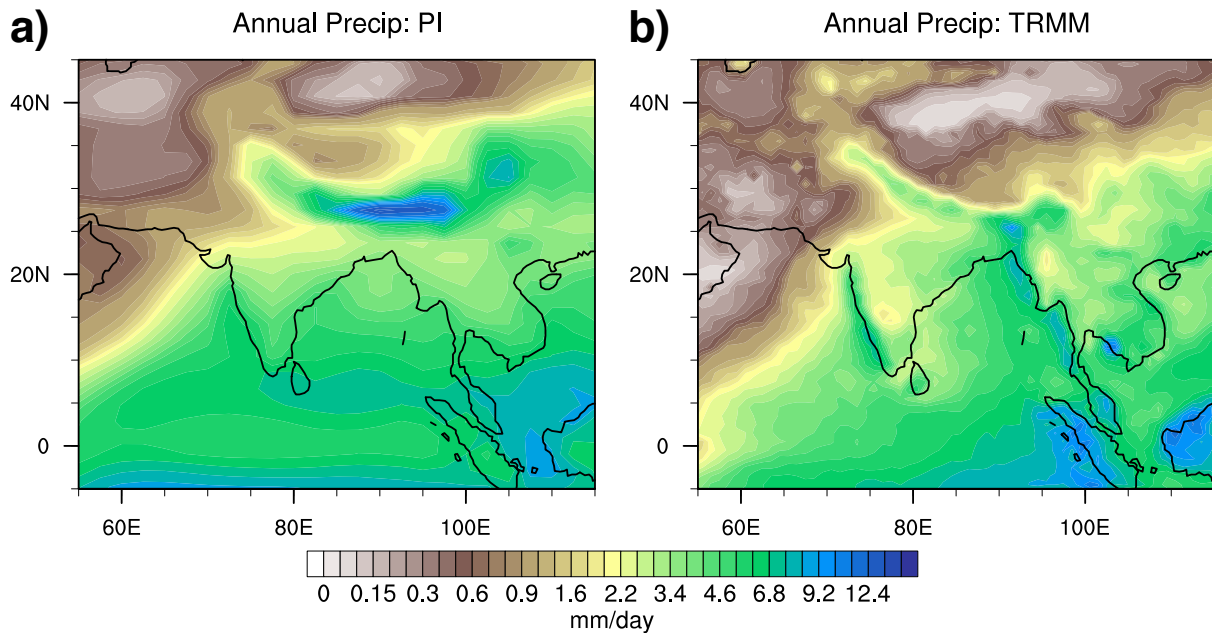 a)
Annual Precip: PI
b)
Annual Precip: TRMM
40N
20N
0
60E
80E
100E
40N
20N
0
60E
80E
100E
0 0.15 0.3 0.6 0.9 1.6 2.2 3.4 4.6 6.8 9.2 12.4
mm/day